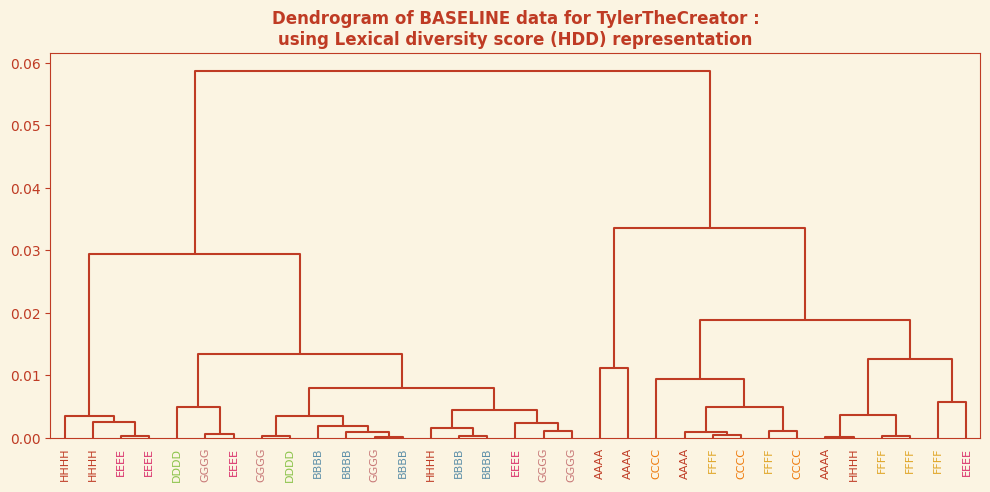 Dendrogram of BASELINE data for TylerTheCreator :
using Lexical diversity score (HDD) representation
0.06
0.05
0.04
0.03
0.02
0.01
0.00
HHHH HHHH EEEE EEEE DDDD GGGG EEEE GGGG DDDD BBBB BBBB GGGG BBBB HHHH BBBB BBBB EEEE GGGG GGGG AAAA AAAA CCCC AAAA FFFF CCCC FFFF CCCC AAAA HHHH FFFF FFFF FFFF EEEE